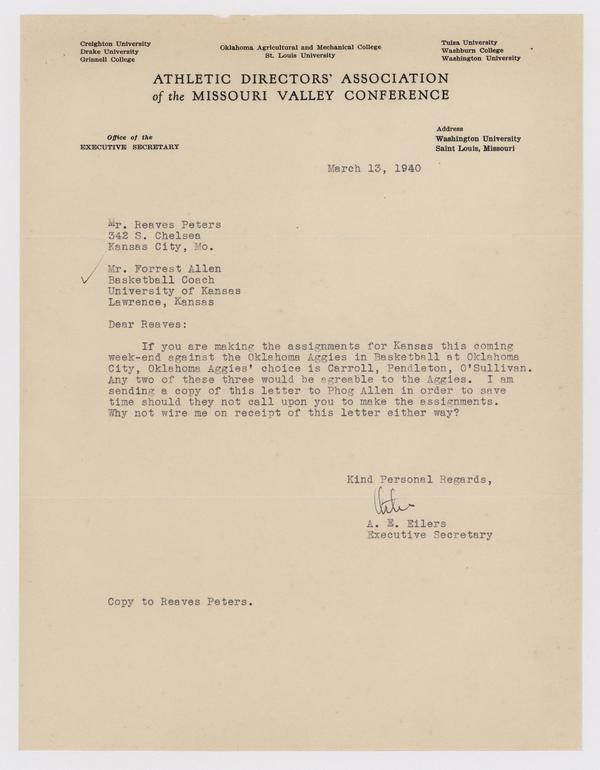 Creighton University
Drake University
Grinnell College
Oklahoma Agricultural and Mechanical College
St. Louis University
Tulsa University
Washburn College
Washington University
ATHLETIC DIRECTORS' ASSOCIATION
of the MISSOURI VALLEY CONFERENCE
Office of the
EXECUTIVE SECRETARY
Address
Washington University
Saint Louis, Missouri
March 13, 1940
Mr. Reaves Peters
342 S. Chelsea
Kansas City, Mo.
Mr. Forrest Allen
Basketball Coach
University of Kansas
Lawrence, Kansas
Dear Reaves:
If you are making the assignments for Kansas this coming
week-end against the Oklahoma Aggies in Basketball at Oklahoma
City, Oklahoma Aggies' choice is Carroll, Pendleton, O'Sullivan.
Any two of these three would be agreable to the Aggies. I am
sending a copy of this letter to Phog Allen in order to save
time should they not call upon you to make the assignments.
Why not wire me on receipt of this letter either way?
Kind Personal Regards,
A. E. Eilers
Executive Secretary
Copy to Reaves Peters.